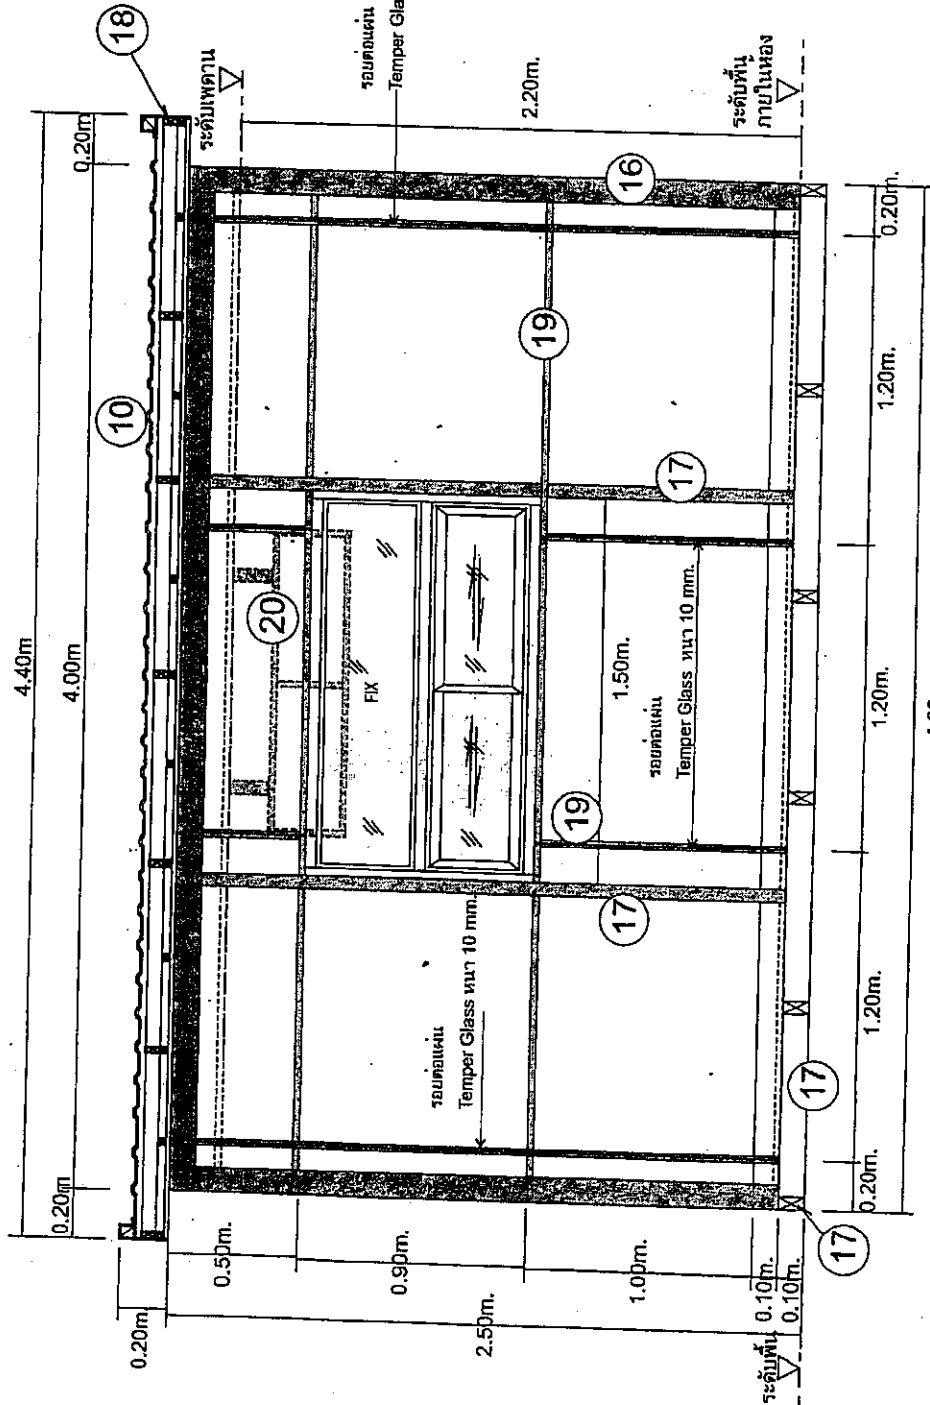 4.40m
4.00m
0.20m
0.20m
18
10
ระดับเพดาน
รอยต่อแผ่น
Temper Gla
20
FIX
16
19
17
2.20m.
ระดับพื้น
ภายในห้อง
0.20m.
0.50m.
0.90m.
1.00m.
0.10m.
0.10m.
2.50m.
1.50m.
19
17
รอยต่อแผ่น
Temper Glass หนา 10 mm.
รอยต่อแผ่น
Temper Glass หนา 10 mm.
17
17
ระดับพื้น
0.20m.
1.20m.
1.20m.
1.20m.
0.20m.